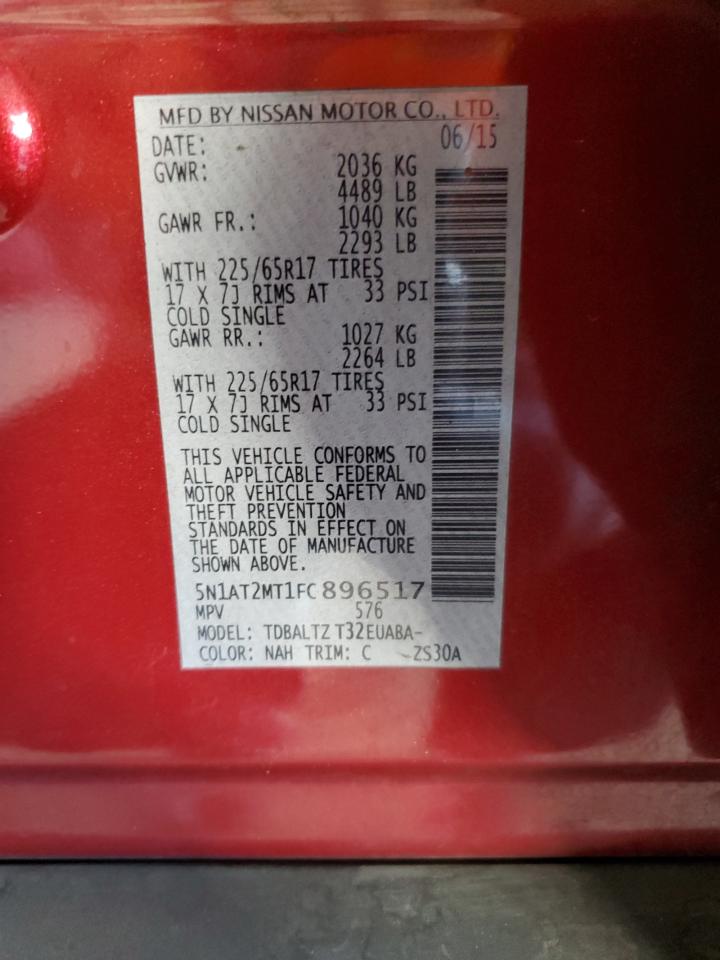 MFD BY NISSAN MOTOR CO., LTD.
DATE: 06/15
GVWR: 2036 KG
4489 LB
GAWR FR.: 1040 KG
2293 LB
WITH 225/65R17 TIRES
17 X 7J RIMS AT 33 PSI
COLD SINGLE
GAWR RR.: 1027 KG
2264 LB
WITH 225/65R17 TIRES
17 X 7J RIMS AT 33 PSI
COLD SINGLE
THIS VEHICLE CONFORMS TO
ALL APPLICABLE FEDERAL
MOTOR VEHICLE SAFETY AND
THEFT PREVENTION
STANDARDS IN EFFECT ON
THE DATE OF MANUFACTURE
SHOWN ABOVE.
5N1AT2MT1FC896517
MPV 576
MODEL: TDBALTZ T32EUABA-
COLOR: NAH TRIM: C -ZS30A